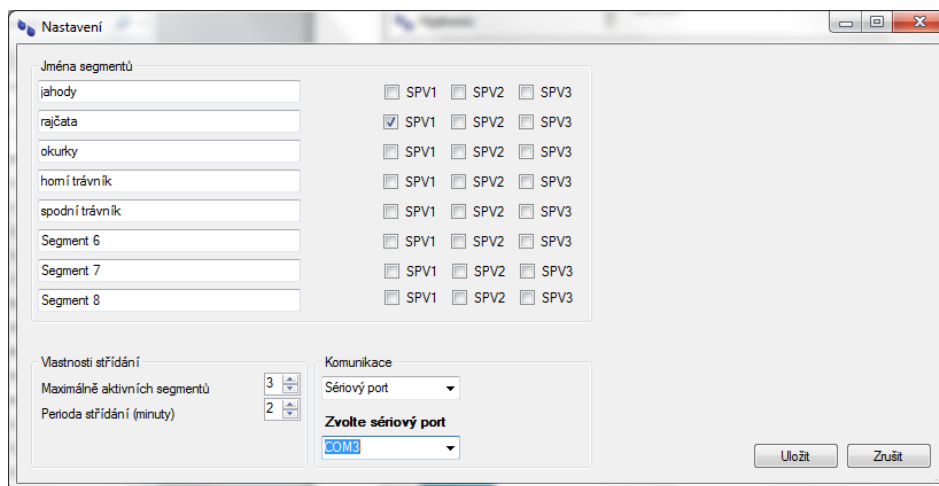 Nastavení
Jména segmentů
jahody SPV1 SPV2 SPV3
rajčata SPV1 SPV2 SPV3
okurky SPV1 SPV2 SPV3
horní trávník SPV1 SPV2 SPV3
spodní trávník SPV1 SPV2 SPV3
Segment 6 SPV1 SPV2 SPV3
Segment 7 SPV1 SPV2 SPV3
Segment 8 SPV1 SPV2 SPV3
Vlastnosti střídání
Maximálně aktivních segmentů 3
Perioda střídání (minuty) 2
Komunikace
Sériový port
Zvolte sériový port
COM3
Uložit Zrušit